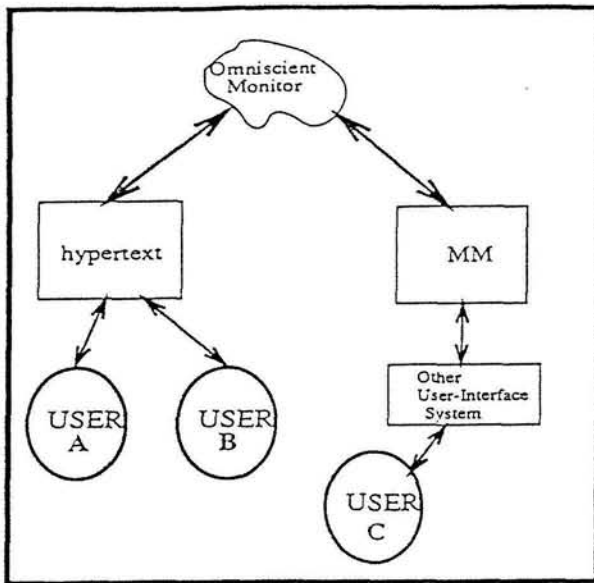 Omniscient
Monitor
hypertext
MM
Other
User-Interface
System
USER
A
USER
B
USER
C